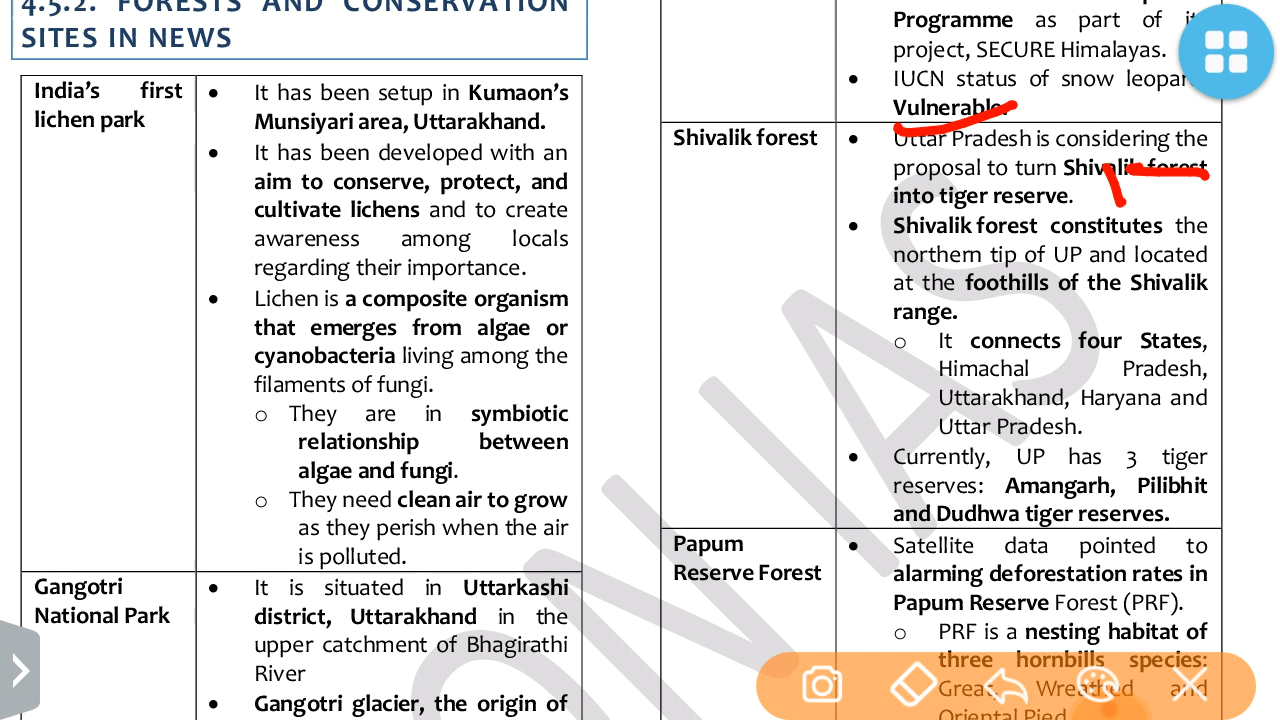 4.5.2. FORESTS AND CONSERVATION
SITES IN NEWS
India’s first
lichen park
• It has been setup in Kumaon’s
Munsiyari area, Uttarakhand.
• It has been developed with an
aim to conserve, protect, and
cultivate lichens and to create
awareness among locals
regarding their importance.
• Lichen is a composite organism
that emerges from algae or
cyanobacteria living among the
filaments of fungi.
o They are in symbiotic
relationship between
algae and fungi.
o They need clean air to grow
as they perish when the air
is polluted.
Gangotri
National Park
• It is situated in Uttarkashi
district, Uttarakhand in the
upper catchment of Bhagirathi
River
• Gangotri glacier, the origin of
Programme as part of
project, SECURE Himalayas.
• IUCN status of snow
Vulnerable.
Shivalik forest
• Uttar Pradesh is considering the
proposal to turn Shivalik forest
into tiger reserve.
• Shivalik forest constitutes the
northern tip of UP and located
at the foothills of the Shivalik
range.
o It connects four States,
Himachal Pradesh,
Uttarakhand, Haryana and
Uttar Pradesh.
• Currently, UP has 3 tiger
reserves: Amangarh, Pilibhit
and Dudhwa tiger reserves.
Papum
Reserve Forest
• Satellite data pointed to
alarming deforestation rates in
Papum Reserve Forest (PRF).
o PRF is a nesting habitat of
three hornbills species:
Great, Wreathed and
Oriental Pied
ON IAS